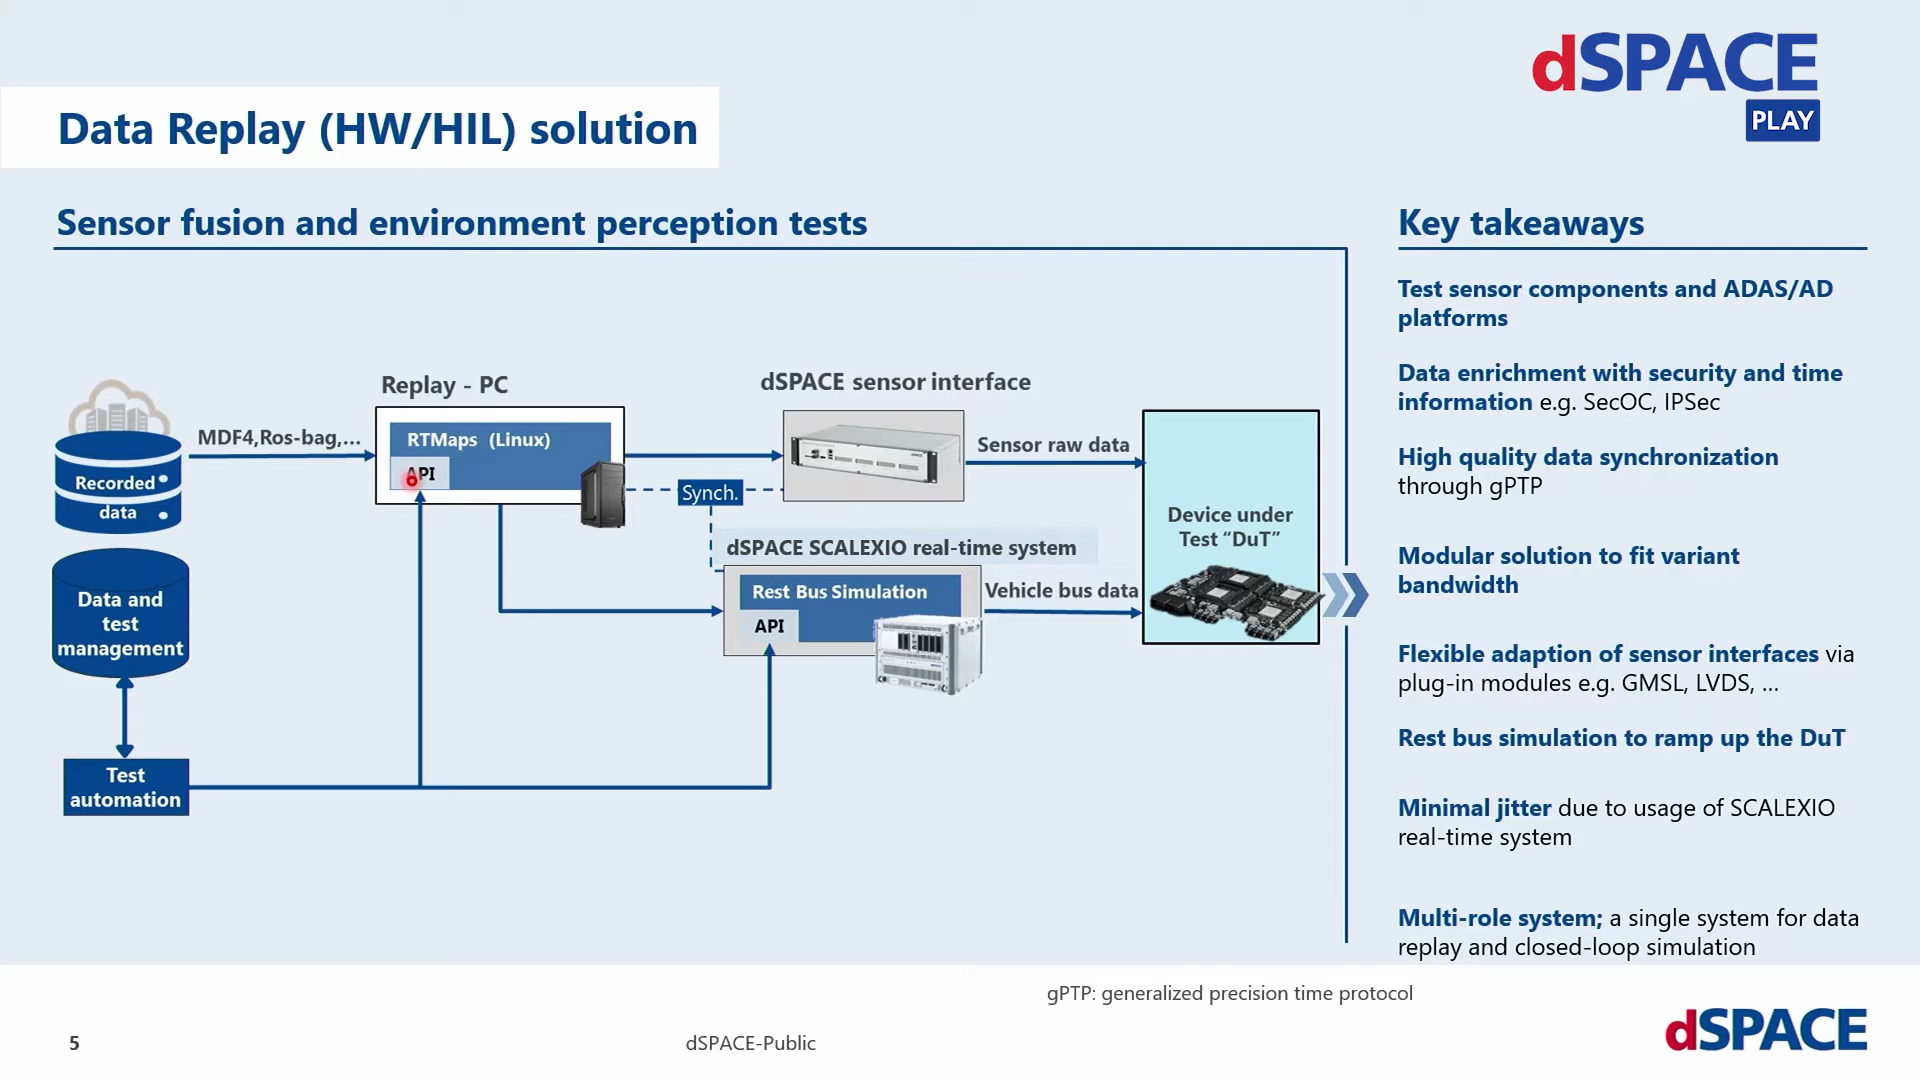 dSPACE
PLAY
Data Replay (HW/HIL) solution
Sensor fusion and environment perception tests
Key takeaways
Test sensor components and ADAS/AD
platforms
Data enrichment with security and time
information e.g. SecOC, IPSec
High quality data synchronization
through gPTP
Modular solution to fit variant
bandwidth
Flexible adaption of sensor interfaces via
plug-in modules e.g. GMSL, LVDS, ...
Rest bus simulation to ramp up the DuT
Minimal jitter due to usage of SCALEXIO
real-time system
Multi-role system; a single system for data
replay and closed-loop simulation
Replay - PC
dSPACE sensor interface
MDF4,Ros-bag,...
RTMaps (Linux)
API
Sensor raw data
Recorded
data
Synch.
Device under
Test “DuT”
dSPACE SCALEXIO real-time system
Rest Bus Simulation
API
Vehicle bus data
Data and
test
management
Test
automation
gPTP: generalized precision time protocol
5
dSPACE-Public
dSPACE